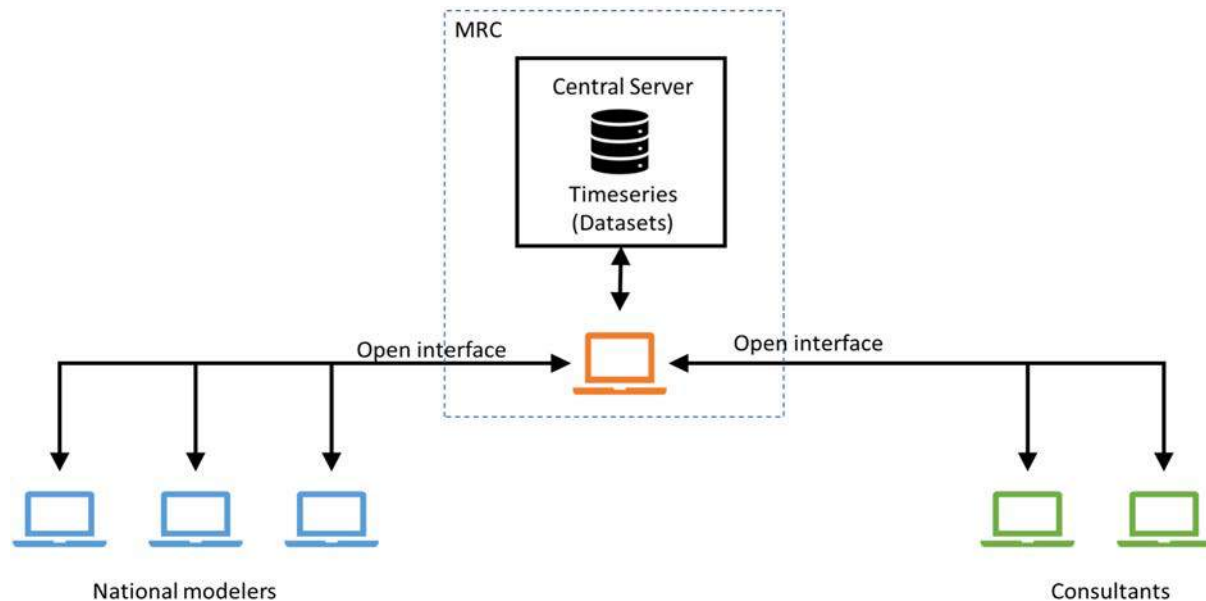 MRC
Central Server
Timeseries
(Datasets)
Open interface
Open interface
National modelers
Consultants